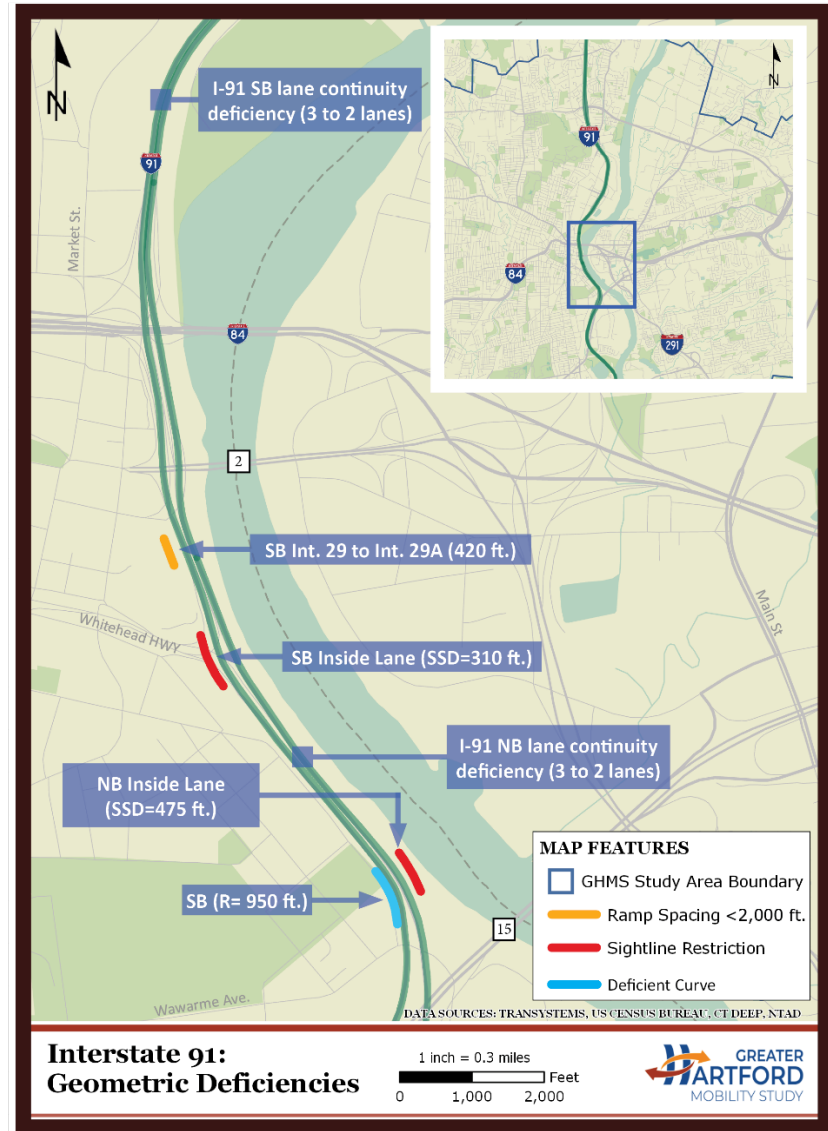 N
I-91 SB lane continuity
deficiency (3 to 2 lanes)
91
Market St.
84
2
SB Int. 29 to Int. 29A (420 ft.)
Whitehead HWY
SB Inside Lane (SSD=310 ft.)
Main St
I-91 NB lane continuity
deficiency (3 to 2 lanes)
NB Inside Lane
(SSD=475 ft.)
SB (R= 950 ft.)
15
Wawarme Ave.
N
91
84
291
MAP FEATURES
GHMS Study Area Boundary
Ramp Spacing <2,000 ft.
Sightline Restriction
Deficient Curve
DATA SOURCES: TRANSYSTEMS, US CENSUS BUREAU, CT DEEP, NTAD
Interstate 91:
Geometric Deficiencies
1 inch = 0.3 miles
Feet
0 1,000 2,000
GREATER
HARTFORD
MOBILITY STUDY